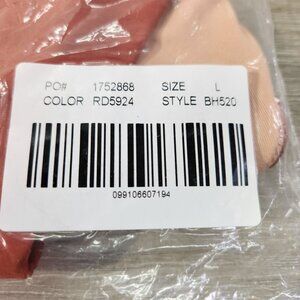 PO# 1752868 SIZE L
COLOR RD5924 STYLE BH520
099106607194